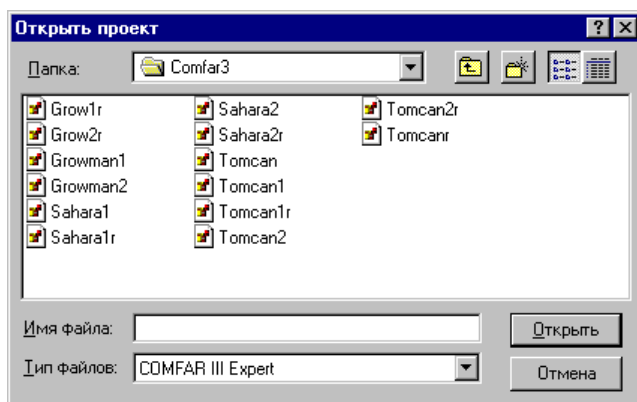 Открыть проект
Папка: Comfar3
Grow1r Sahara2 Tomcan2r
Grow2r Sahara2r Tomcanr
Growman1 Tomcan
Growman2 Tomcan1
Sahara1 Tomcan1r
Sahara1r Tomcan2
Имя файла: Открыть
Тип файлов: COMFAR III Expert Отмена